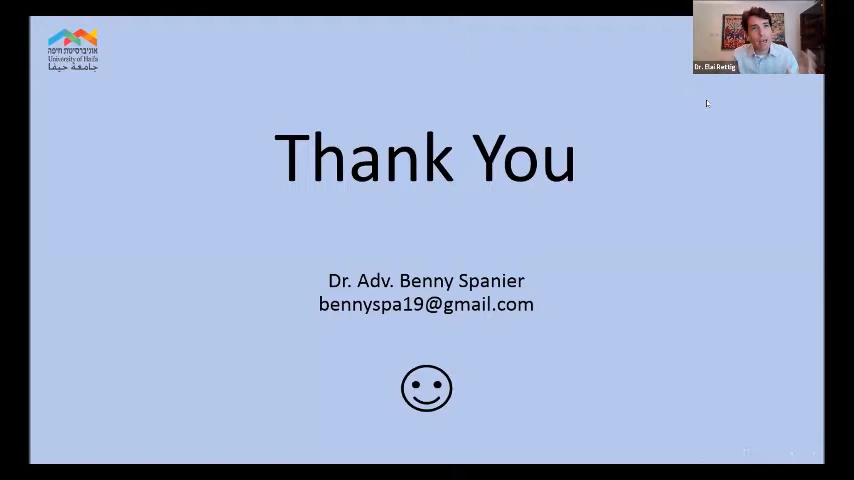 אוניברסיטת חיפה
University of Haifa
جامعة حيفا
Dr. Elai Rettig
Thank You
Dr. Adv. Benny Spanier
bennyspa19@gmail.com